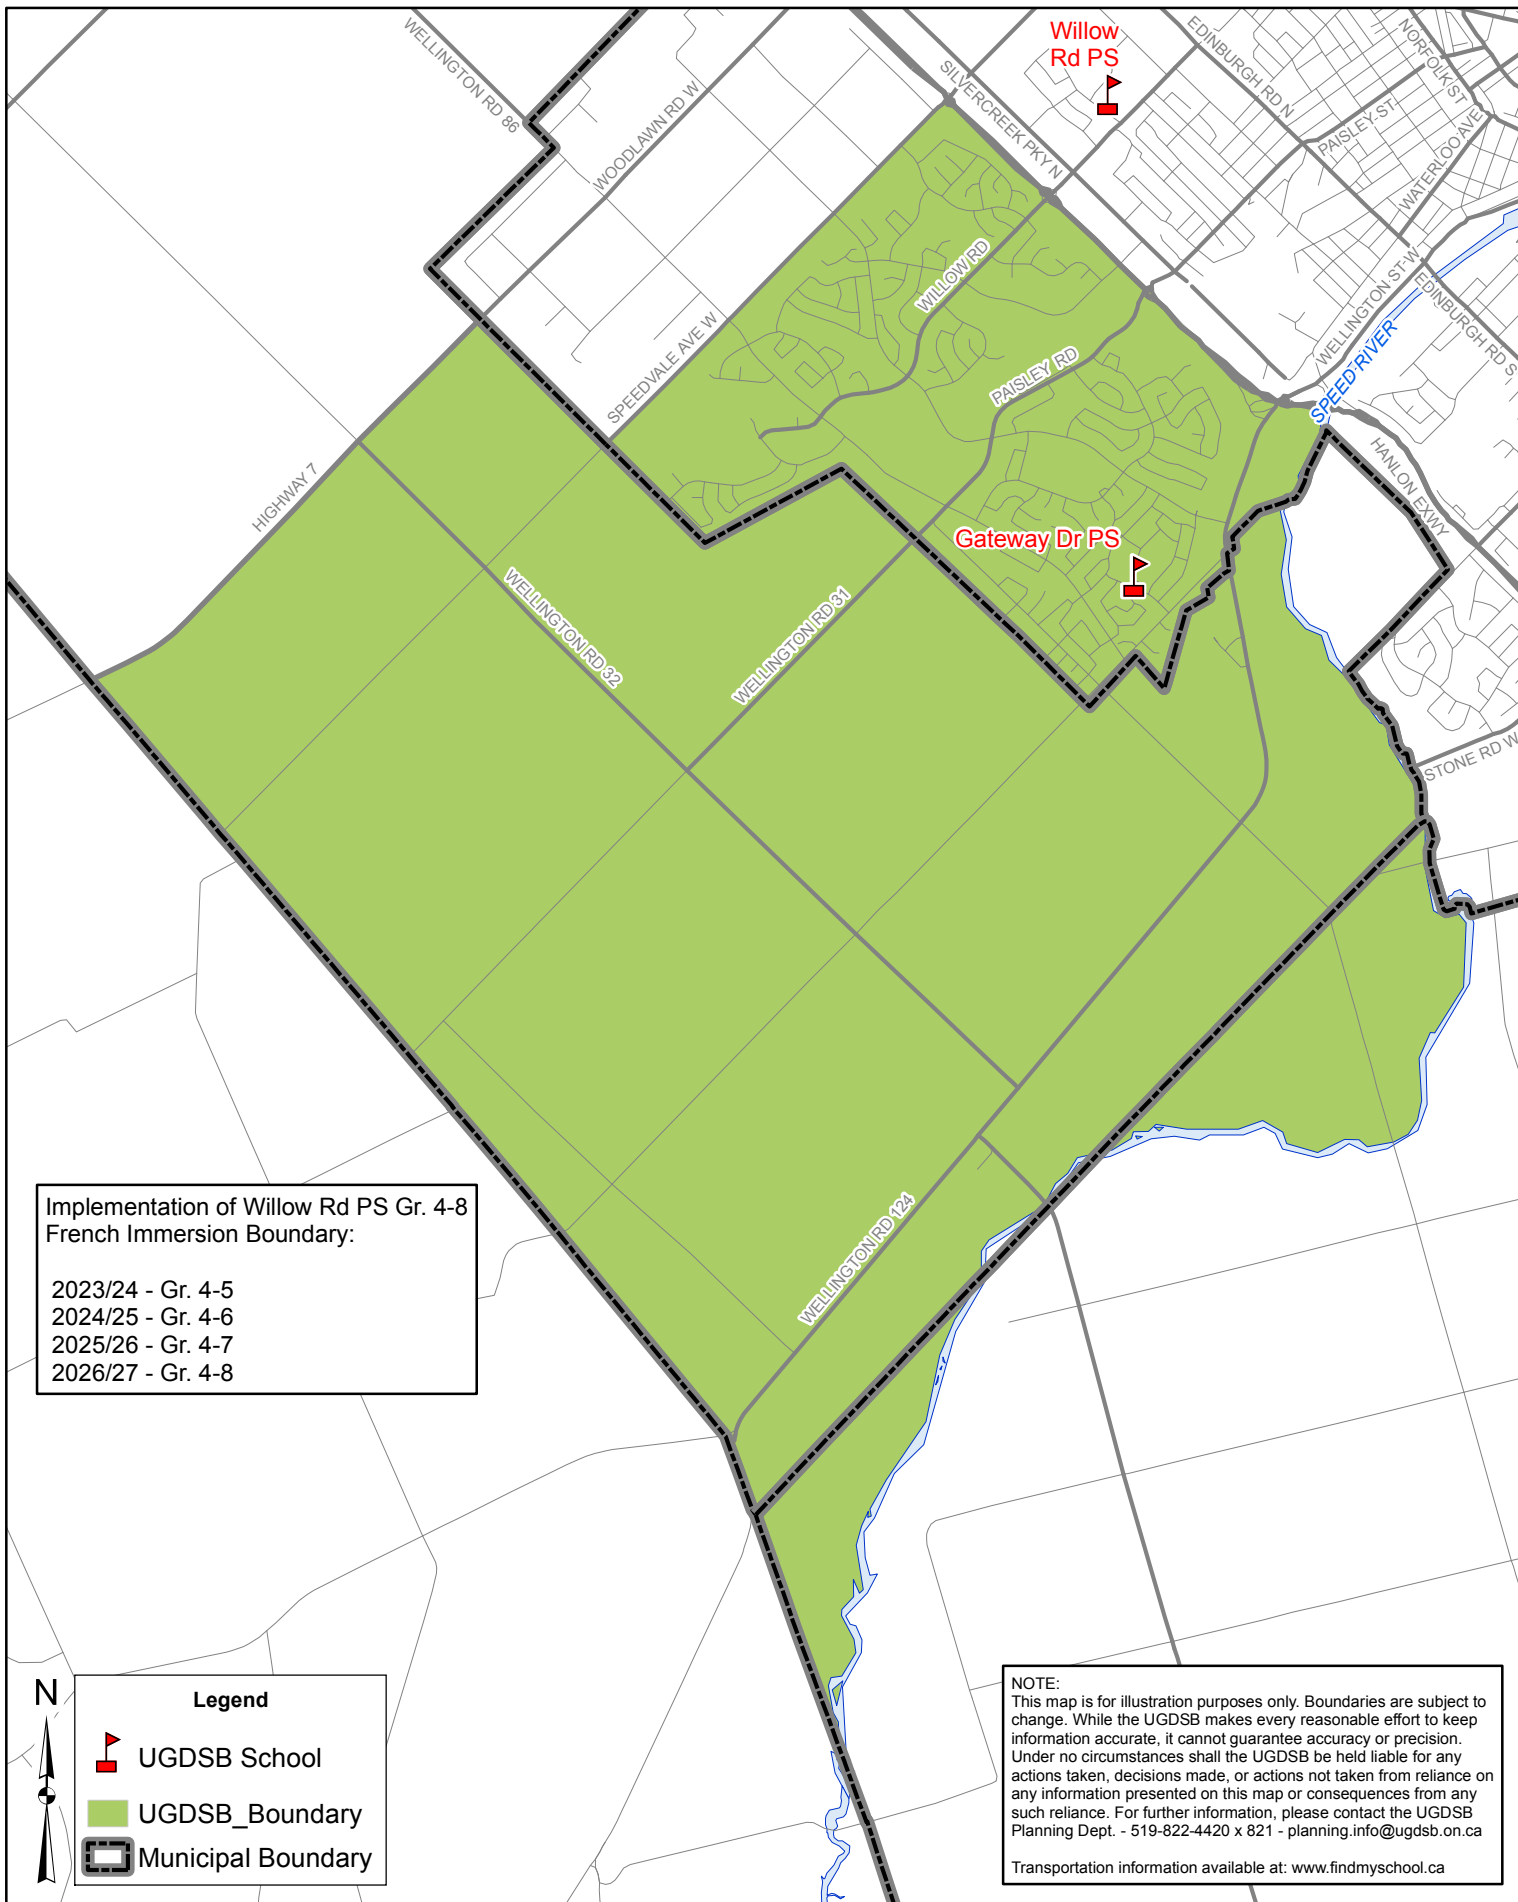 Willow
Rd PS
WELLINGTON RD 86
WOODLAWN RD W
SILVERCREEK PKY N
EDINBURGH RD N
NORFOLK ST
PAISLEY ST
WATERLOO AVE
WELLINGTON ST W
EDINBURGH RD S
SPEED RIVER
HANLON EXWY
WILLOW RD
SPEEDVALE AVE W
PAISLEY RD
HIGHWAY 7
Gateway Dr PS
WELLINGTON RD 32
WELLINGTON RD 31
STONE RD W
WELLINGTON RD 124
Implementation of Willow Rd PS Gr. 4-8
French Immersion Boundary:
2023/24 - Gr. 4-5
2024/25 - Gr. 4-6
2025/26 - Gr. 4-7
2026/27 - Gr. 4-8
N
Legend
UGDSB School
UGDSB_Boundary
Municipal Boundary
NOTE:
This map is for illustration purposes only. Boundaries are subject to
change. While the UGDSB makes every reasonable effort to keep
information accurate, it cannot guarantee accuracy or precision.
Under no circumstances shall the UGDSB be held liable for any
actions taken, decisions made, or actions not taken from reliance on
any information presented on this map or consequences from any
such reliance. For further information, please contact the UGDSB
Planning Dept. - 519-822-4420 x 821 - planning.info@ugdsb.on.ca
Transportation information available at: www.findmyschool.ca